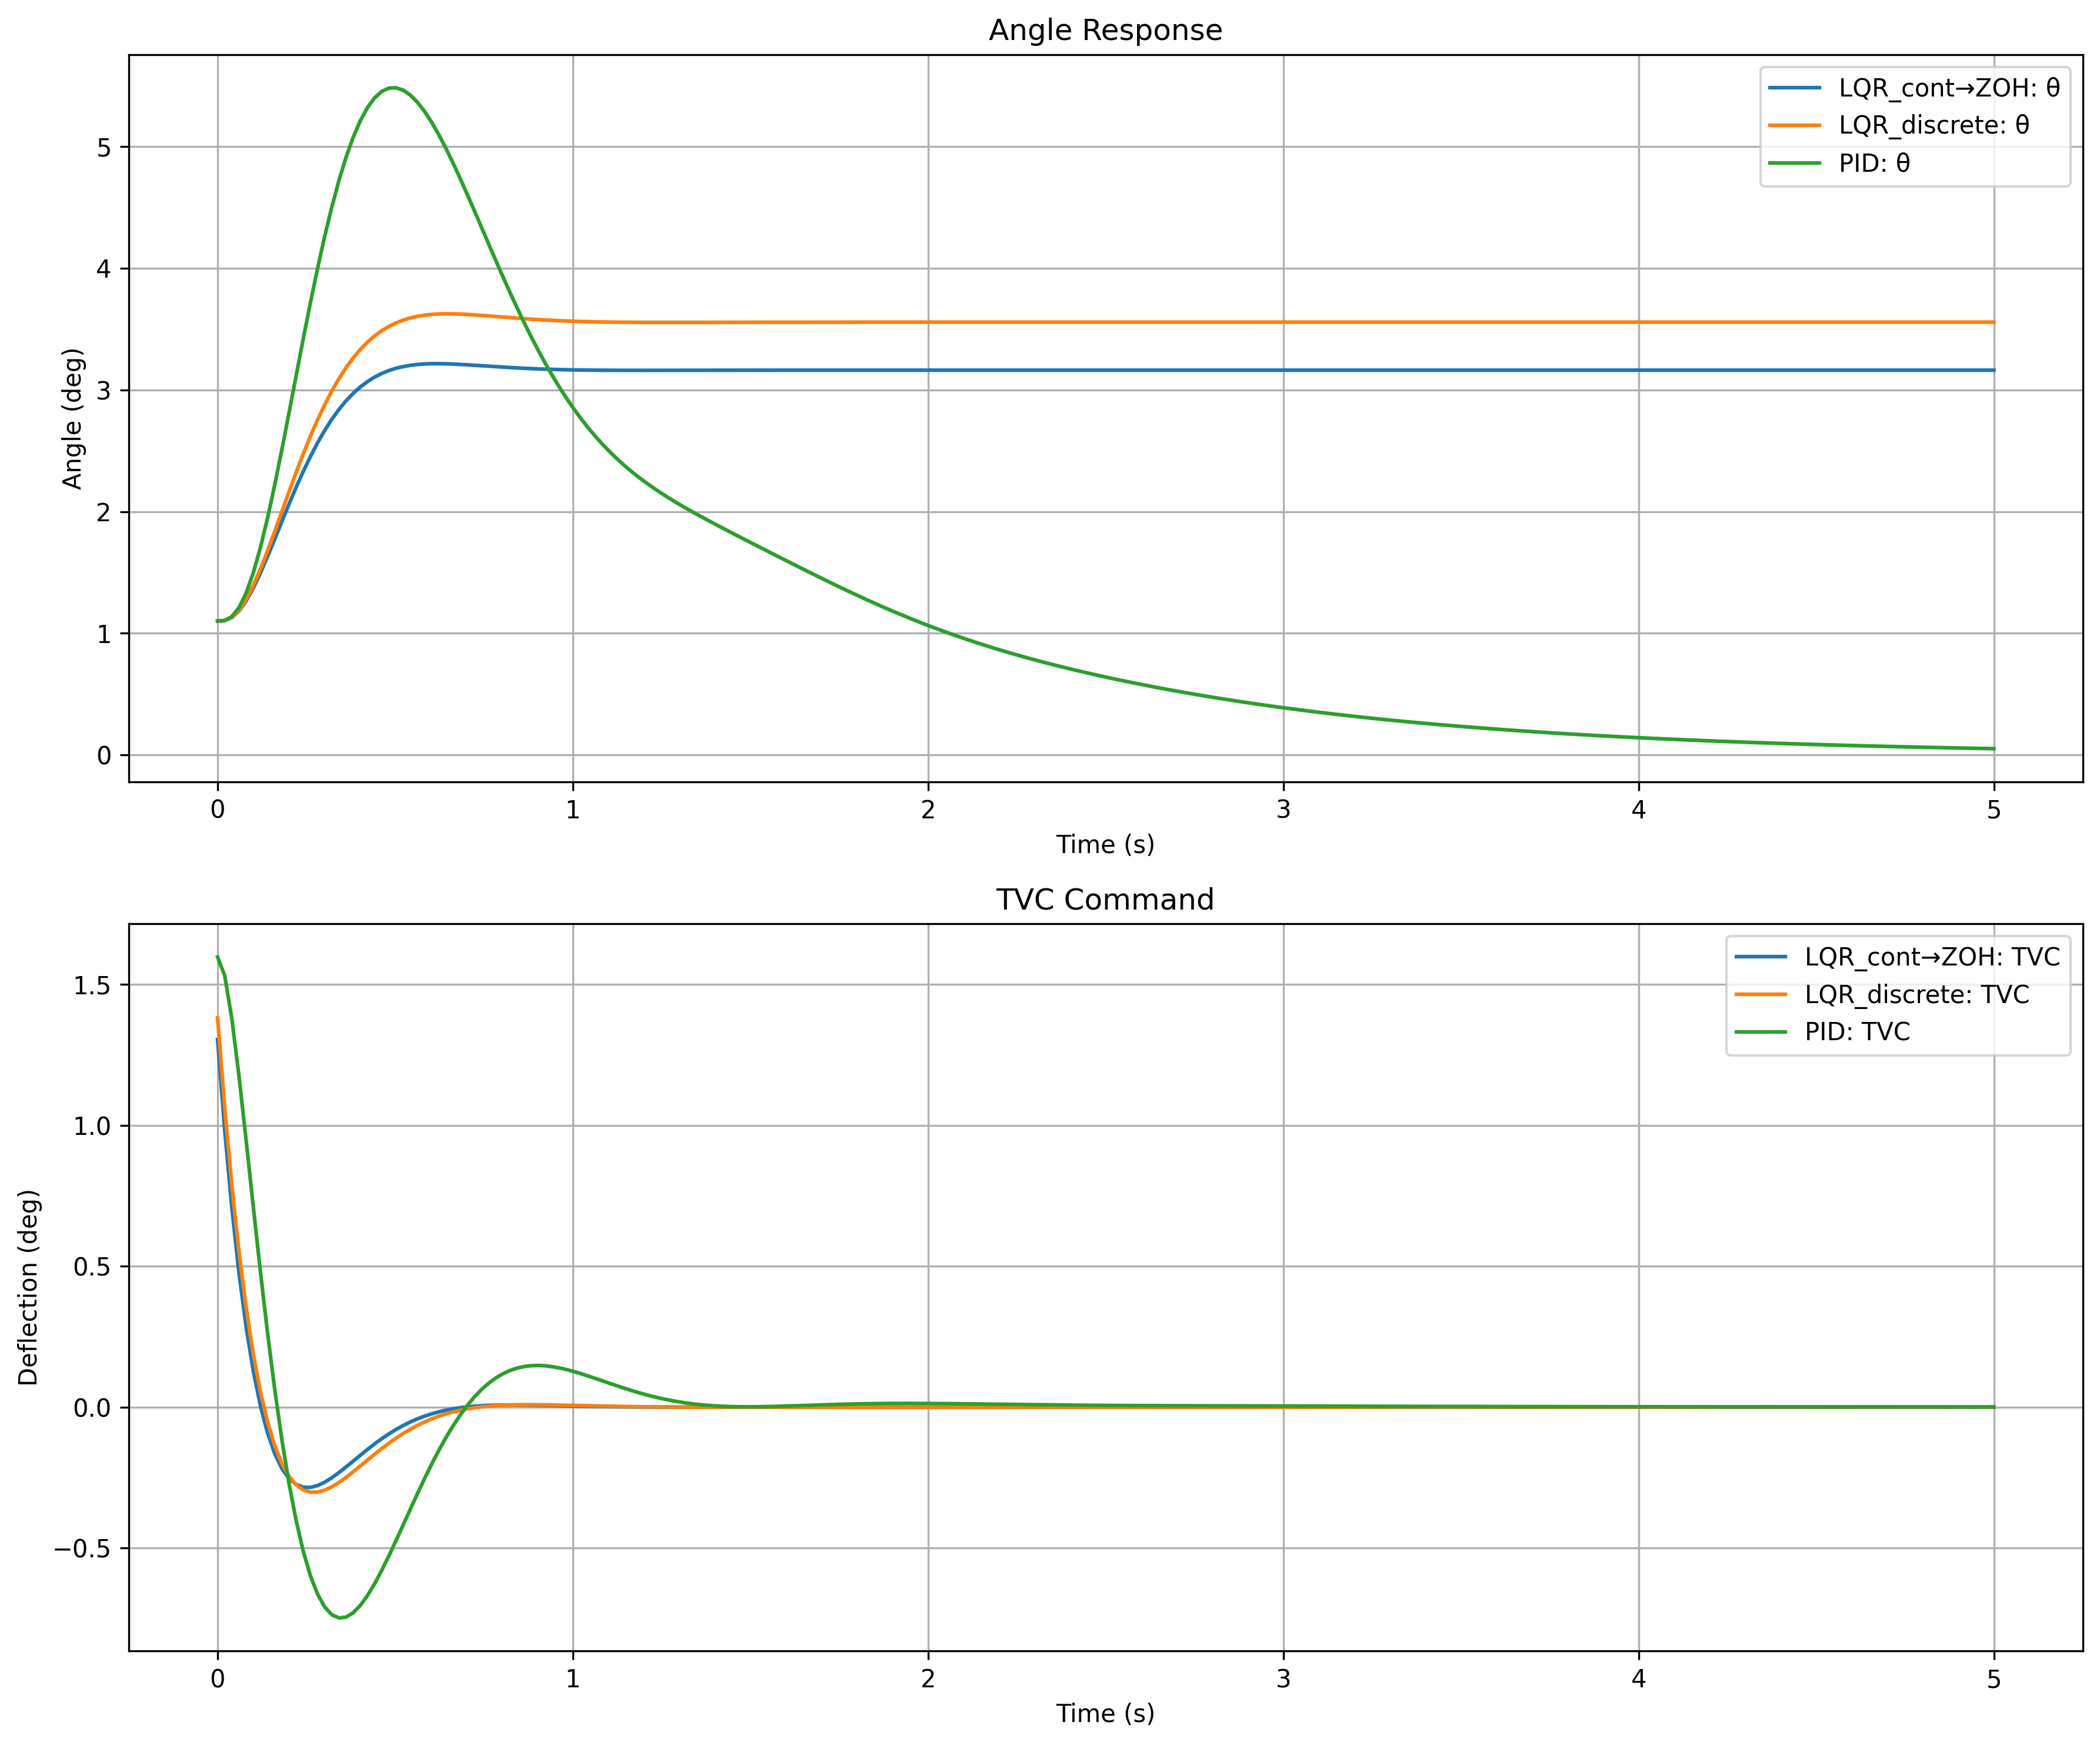 Angle Response
LQR_cont→ZOH: θ
LQR_discrete: θ
PID: θ
5
4
3
2
1
0
Angle (deg)
0 1 2 3 4 5
Time (s)
TVC Command
LQR_cont→ZOH: TVC
LQR_discrete: TVC
PID: TVC
1.5
1.0
0.5
0.0
−0.5
Deflection (deg)
0 1 2 3 4 5
Time (s)